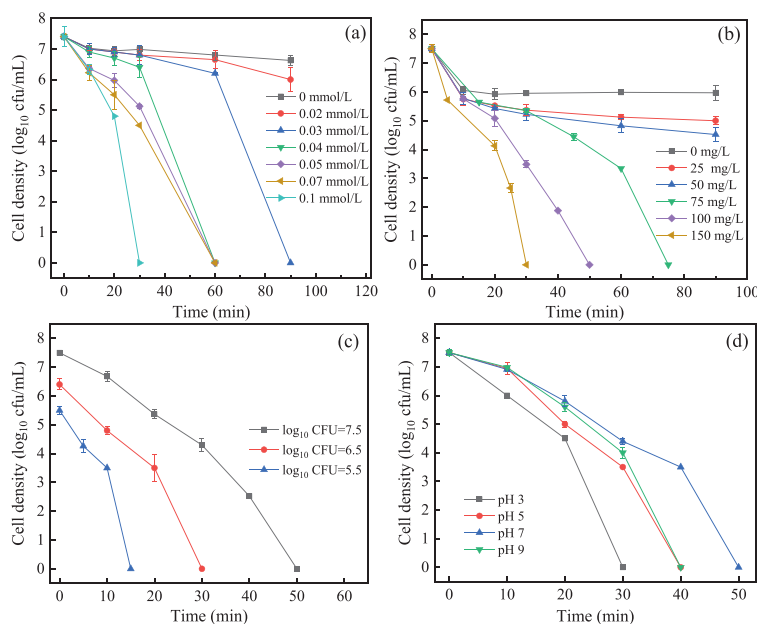 (a)
8
7
6
5
4
3
2
1
0
Cell density (log10 cfu/mL)
0 mmol/L
0.02 mmol/L
0.03 mmol/L
0.04 mmol/L
0.05 mmol/L
0.07 mmol/L
0.1 mmol/L
0 20 40 60 80 100 120
Time (min)
(b)
8
7
6
5
4
3
2
1
0
Cell density (log10 cfu/mL)
0 mg/L
25 mg/L
50 mg/L
75 mg/L
100 mg/L
150 mg/L
0 20 40 60 80 100
Time (min)
(c)
8
7
6
5
4
3
2
1
0
Cell density (log10 cfu/mL)
log10 CFU=7.5
log10 CFU=6.5
log10 CFU=5.5
0 10 20 30 40 50 60
Time (min)
(d)
8
7
6
5
4
3
2
1
0
Cell density (log10 cfu/mL)
pH 3
pH 5
pH 7
pH 9
0 10 20 30 40 50
Time (min)